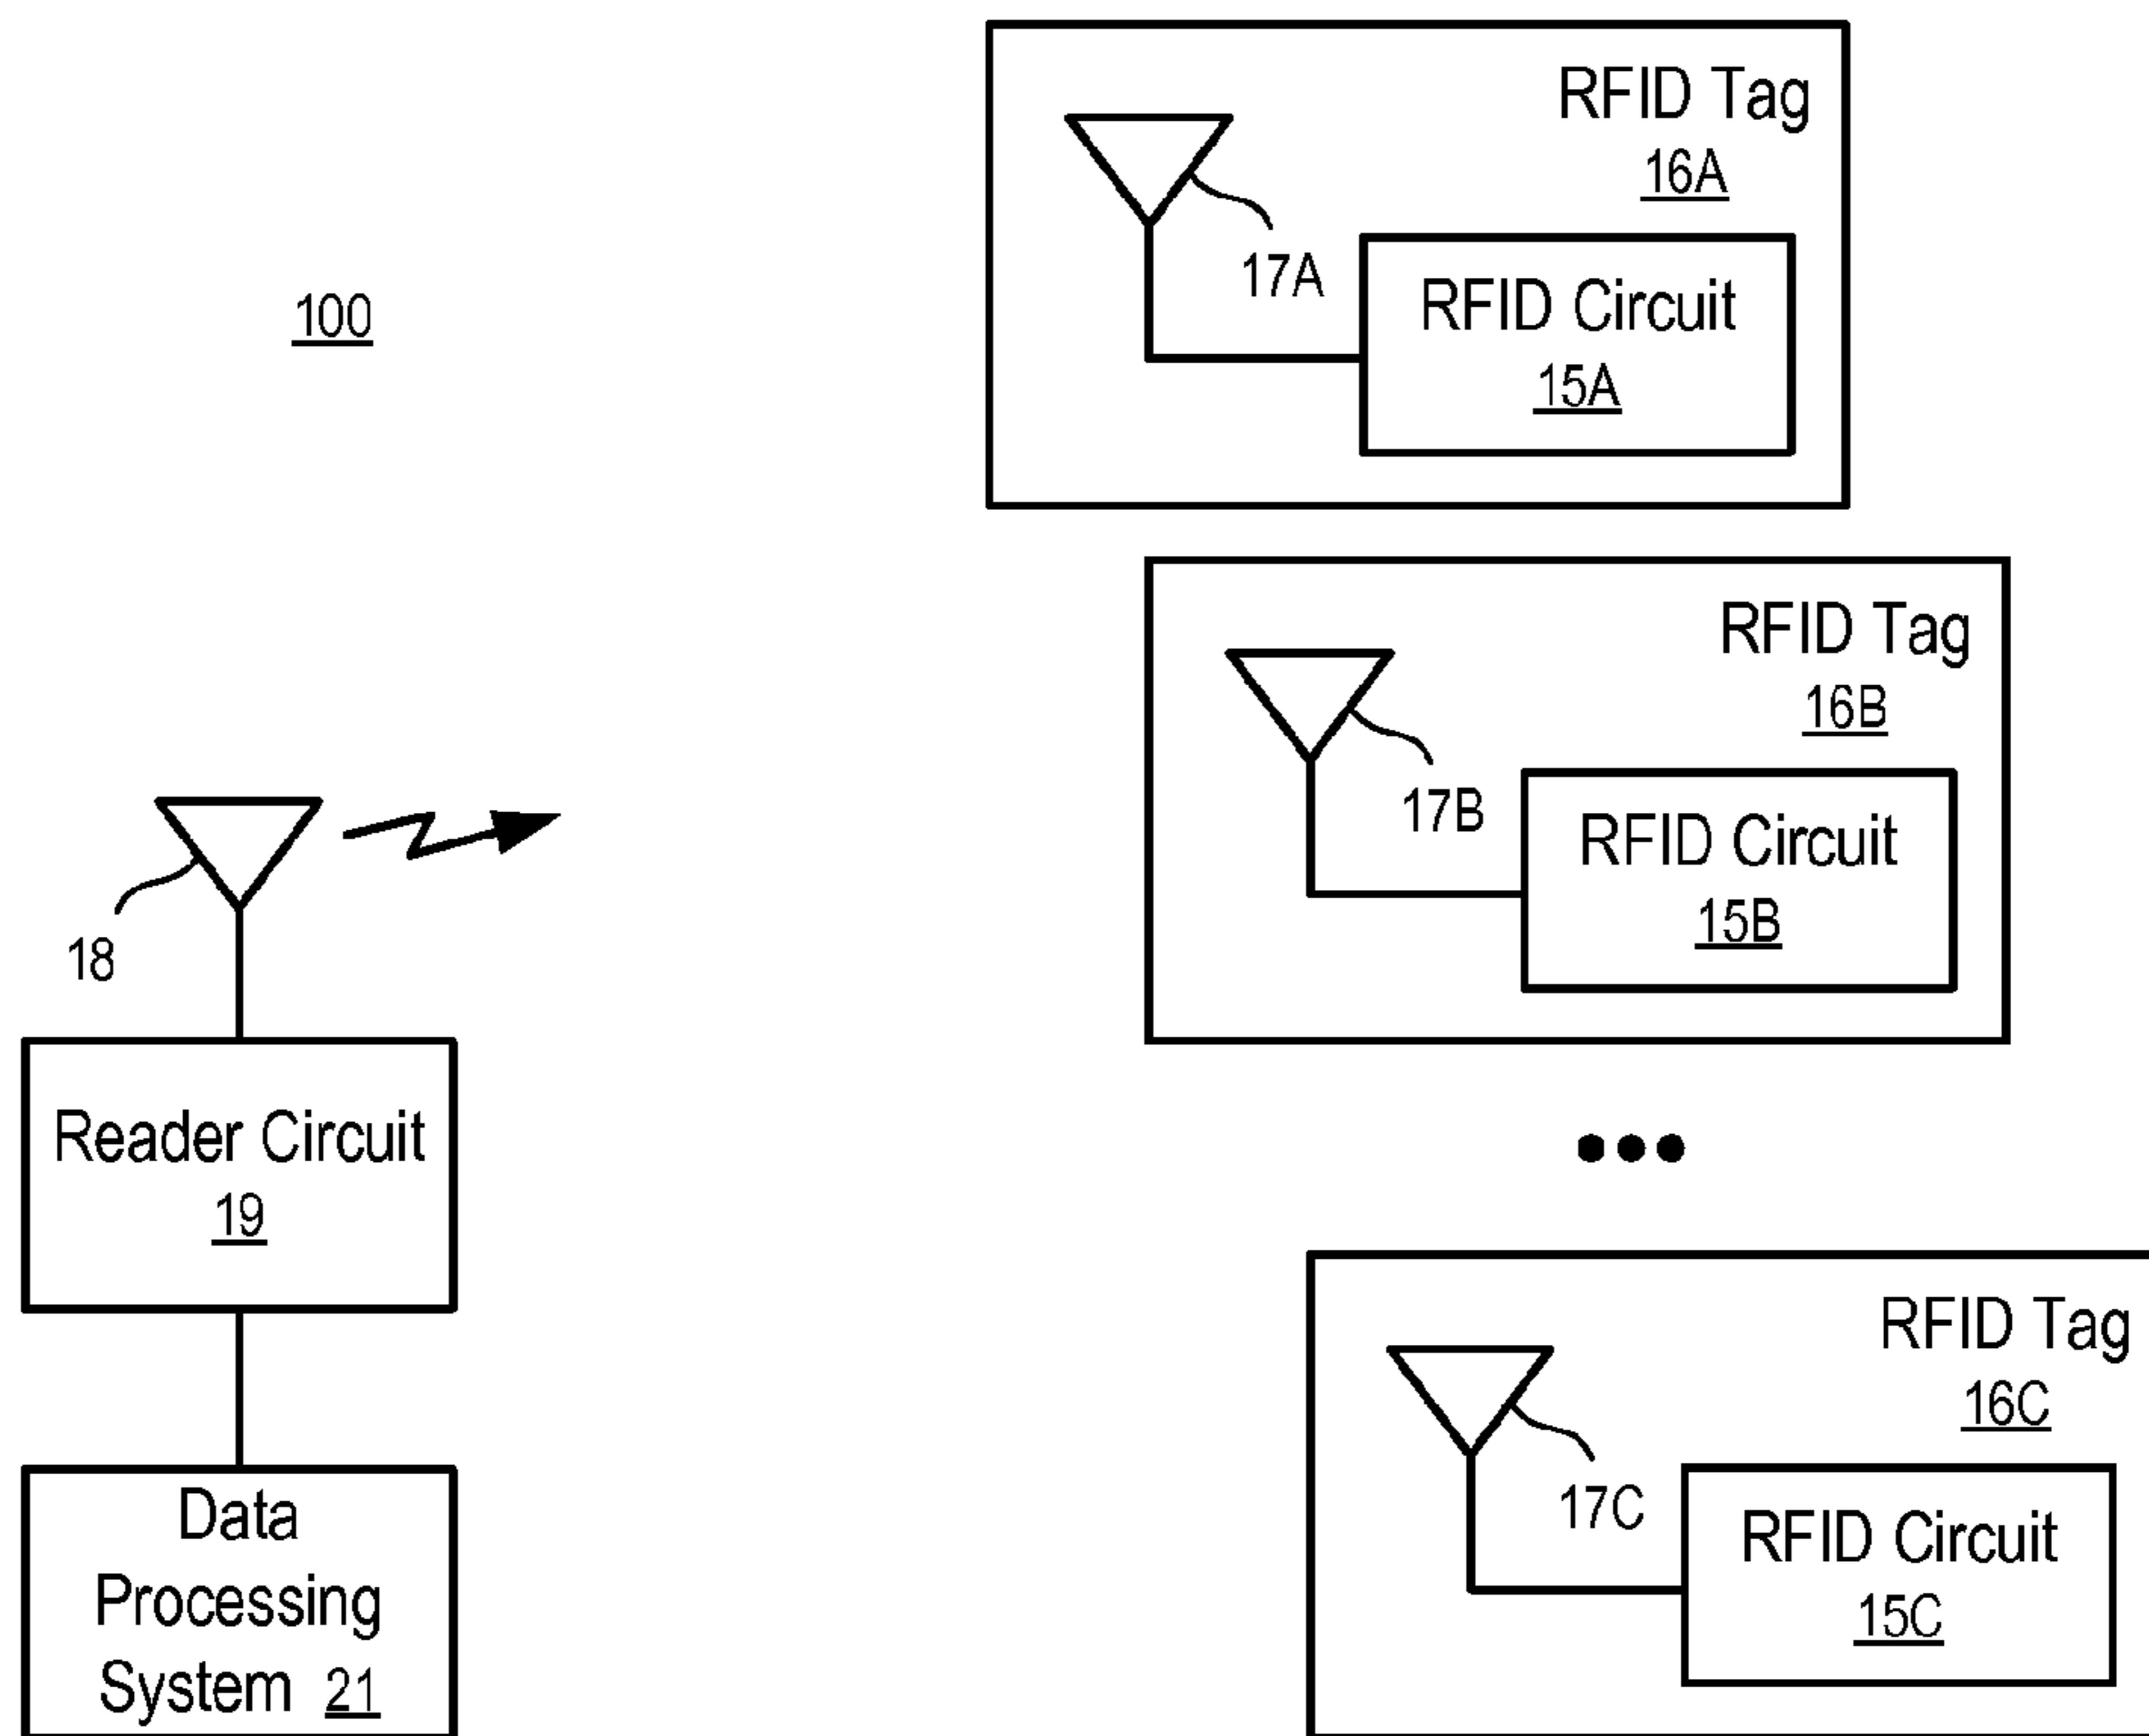 100
RFID Tag
16A
17A
RFID Circuit
15A
RFID Tag
16B
17B
RFID Circuit
15B
18
Reader Circuit
19
Data
Processing
System 21
RFID Tag
16C
17C
RFID Circuit
15C